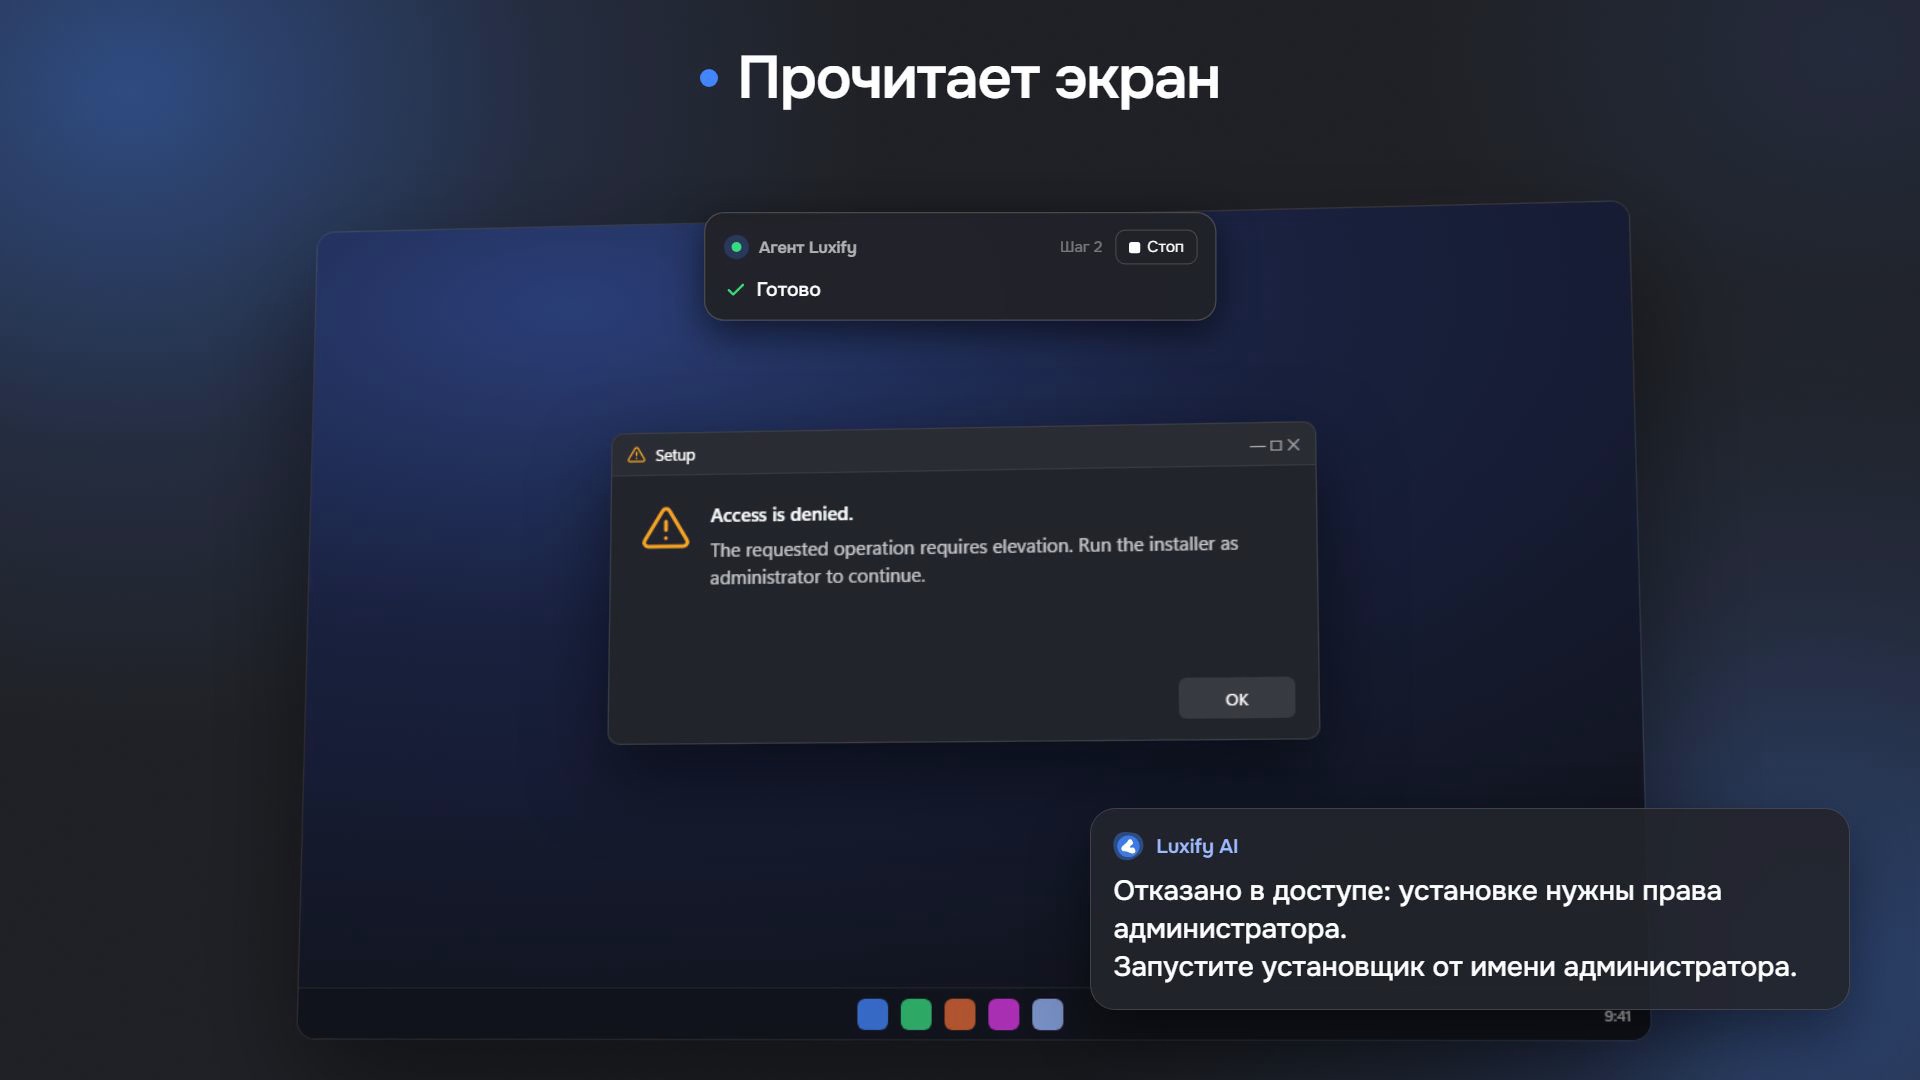 Прочитает экран
Агент Luxify
Шаг 2
Стоп
Готово
Setup
Access is denied.
The requested operation requires elevation. Run the installer as
administrator to continue.
OK
Luxify AI
Отказано в доступе: установке нужны права
администратора.
Запустите установщик от имени администратора.
9:41